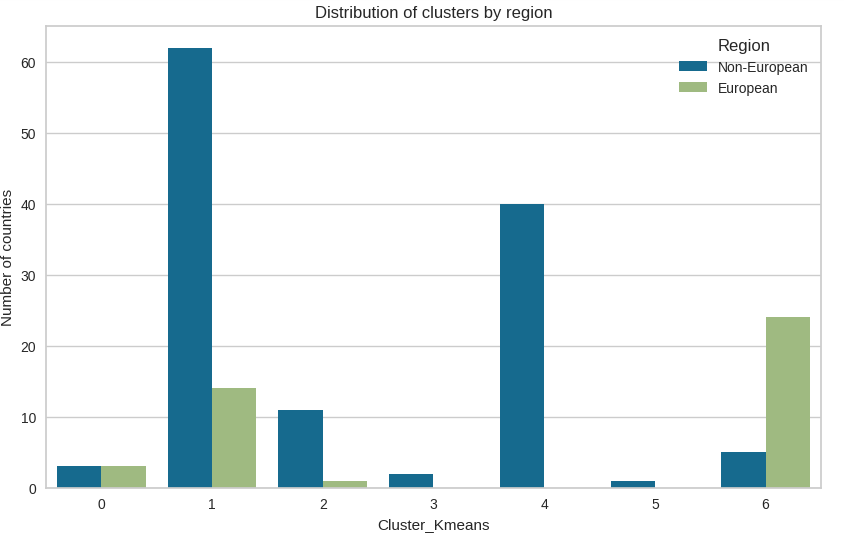 Distribution of clusters by region
Region
Non-European
European
60
50
40
30
20
10
0
Number of countries
0 1 2 3 4 5 6
Cluster_Kmeans